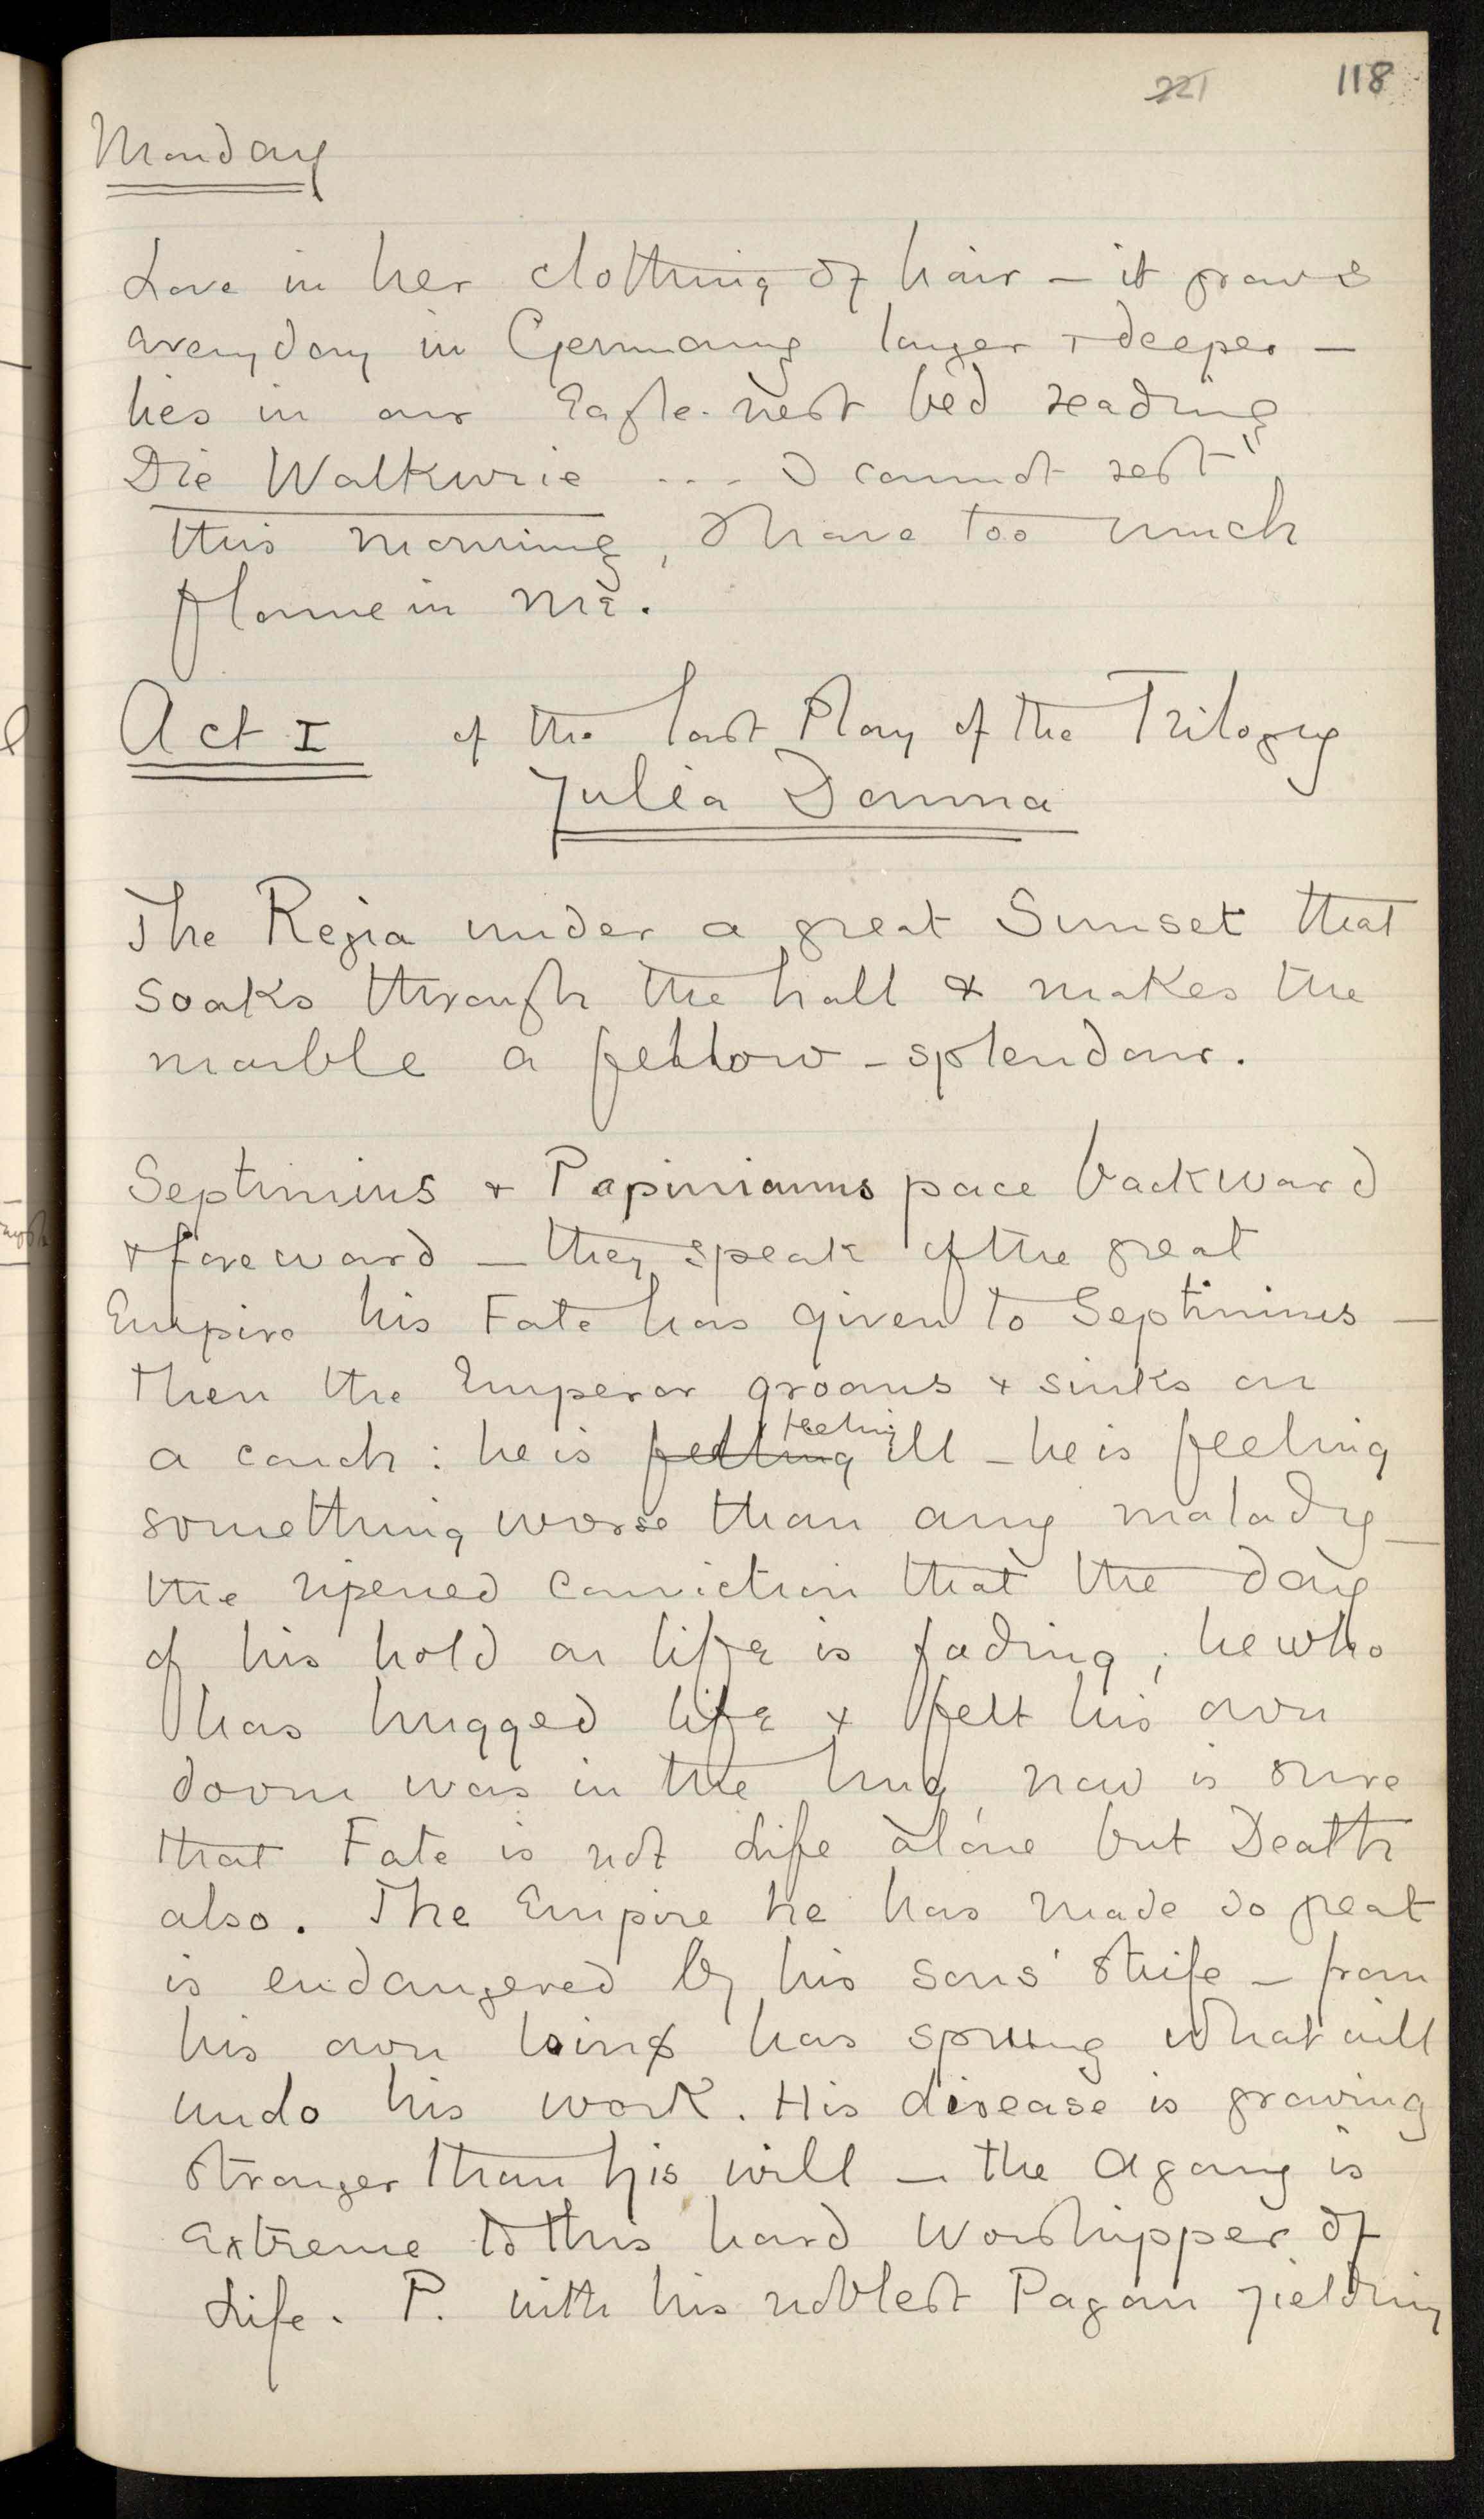 221 118
Monday
Love in her clothing of hair – it grows
everyday in Germany longer & deeper –
lies in our Eagle-nest bed reading
Die Walkurie ... I cannot rest"
this morning, I have too much
flame in me.
Act I of the last Play of the Trilogy
Julia Domna
The Regia under a great Sunset that
soaks through the hall & makes the
marble a fellow-splendour.
Septimius & Papinianus pace backward
& foreward – they speak of the great
Empire his Fate has given to Septimius –
then the Emperor groans & sinks on
a couch: he is felling feeling ill – he is feeling
something worse than any malady –
the ripened conviction that the day
of his hold on life is fading; he who
has hugged life & felt his own
doom was in the hug, now is sure
that Fate is not Life alone but Death
also. The Empire he has made so great
is endangered by his sons' strife – from
his own loins has sprung what will
undo his work. His disease is growing
stronger than his will – the agony is
extreme to this hard worshipper of
Life. P. with his noblest Pagan yielding